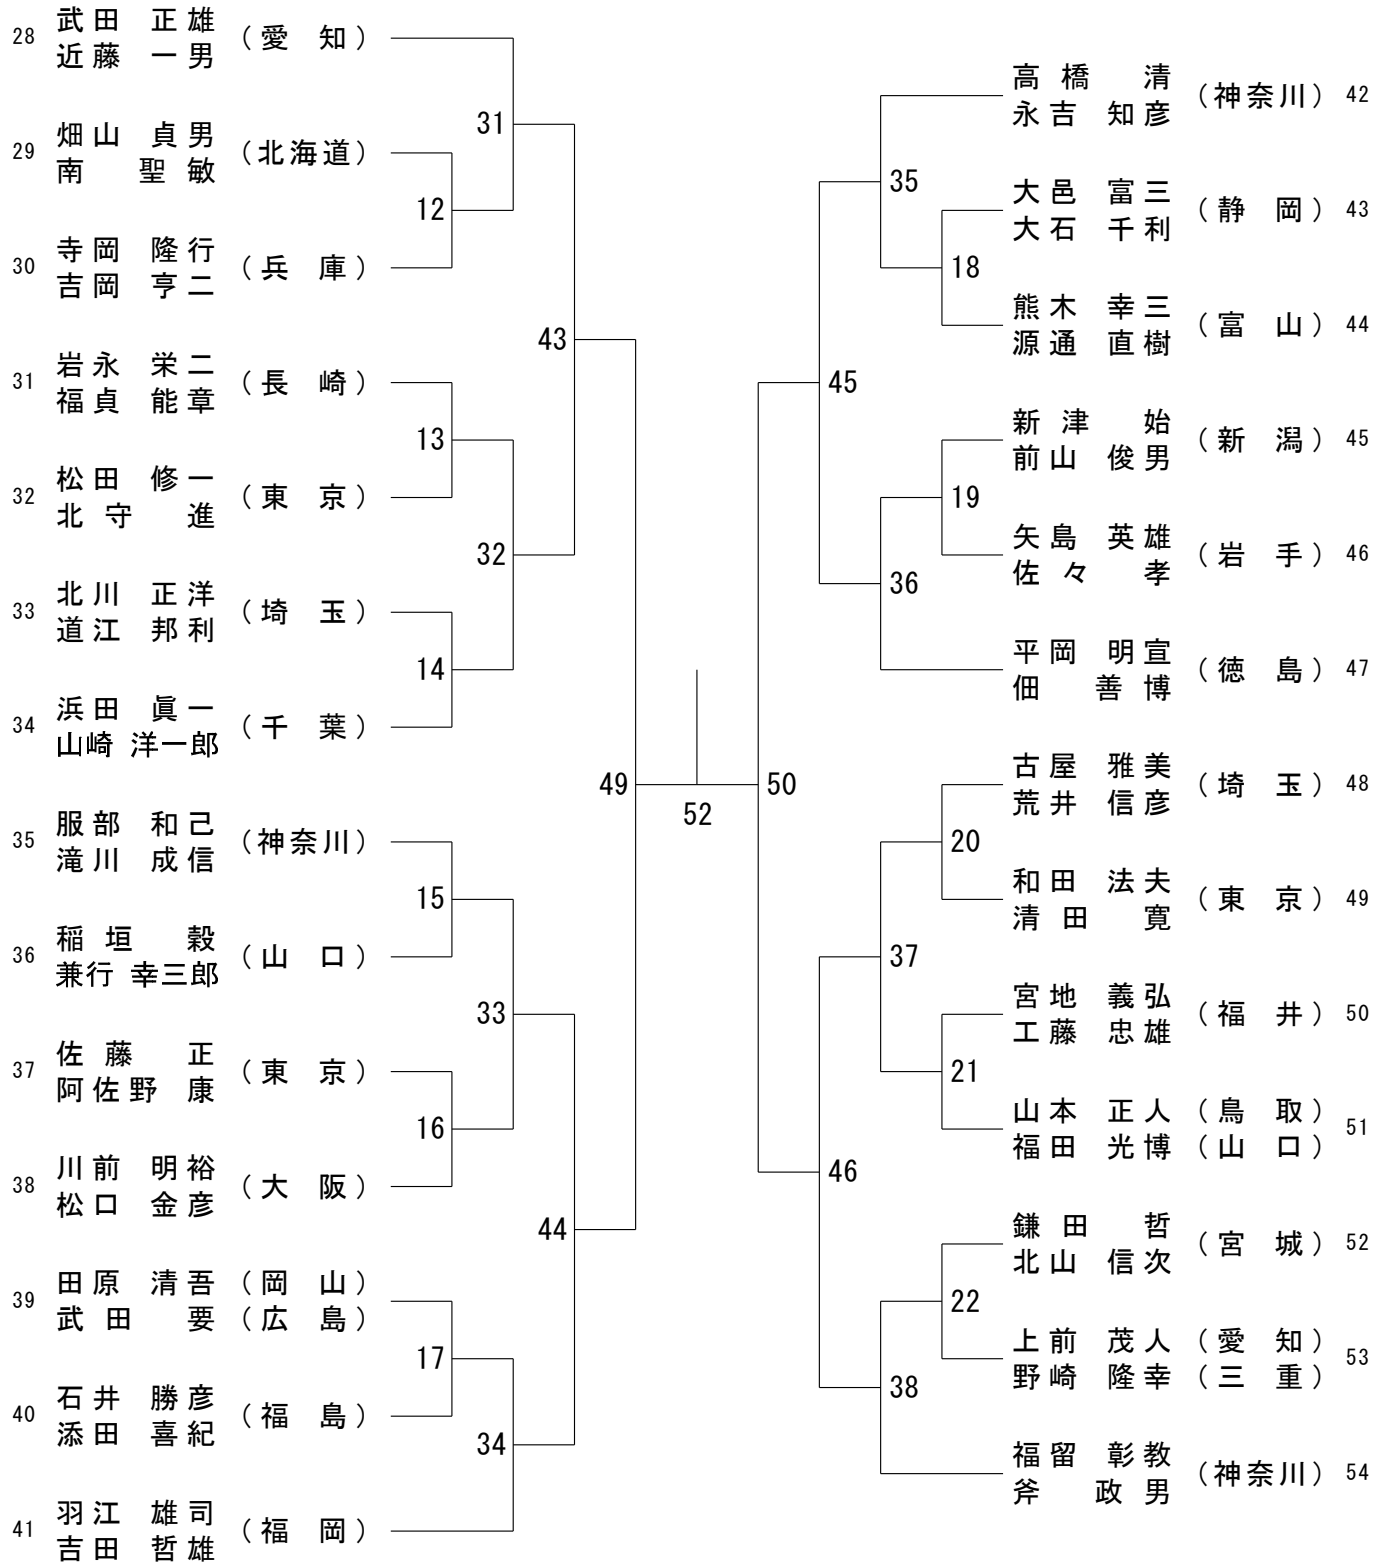 28 武田 正雄 (愛 知)
近藤 一男
29 畑山 貞男 (北海道)
南 聖敏
12
31
30 寺岡 隆行 (兵 庫)
吉岡 亨二
43
31 岩永 栄二 (長 崎)
福貞 能章
13
32 松田 修一 (東 京)
北守 進
32
33 北川 正洋 (埼 玉)
道江 邦利
14
34 浜田 眞一 (千 葉)
山崎 洋一郎
49
35 服部 和己 (神奈川)
滝川 成信
15
36 稲垣 毅 (山 口)
兼行 幸三郎
33
37 佐藤 正 (東 京)
阿佐野 康
16
38 川前 明裕 (大 阪)
松口 金彦
44
39 田原 清吾 (岡 山)
武田 要 (広 島)
17
40 石井 勝彦 (福 島)
添田 喜紀
34
41 羽江 雄司 (福 岡)
吉田 哲雄
52
高橋 清 (神奈川) 42
永吉 知彦
35
大邑 富三 (静 岡) 43
大石 千利
18
熊木 幸三 (富 山) 44
源通 直樹
45
新津 始 (新 潟) 45
前山 俊男
19
矢島 英雄 (岩 手) 46
佐々 孝
36
平岡 明宣 (徳 島) 47
佃 善博
50
古屋 雅美 (埼 玉) 48
荒井 信彦
20
和田 法夫 (東 京) 49
清田 寛
37
宮地 義弘 (福 井) 50
工藤 忠雄
21
山本 正人 (鳥 取) 51
福田 光博 (山 口)
46
鎌田 哲 (宮 城) 52
北山 信次
22
上前 茂人 (愛 知) 53
野崎 隆幸 (三 重)
38
福留 彰教 (神奈川) 54
斧 政男